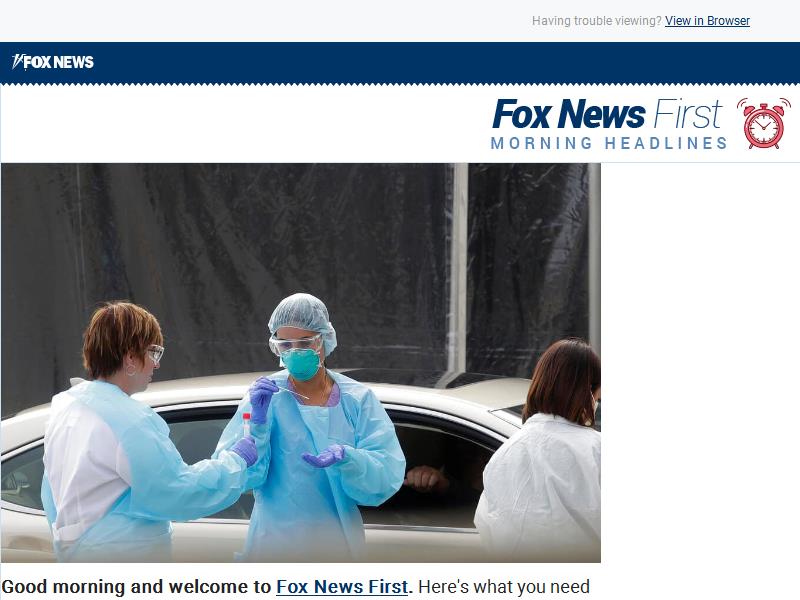 Having trouble viewing? View in Browser
FOX NEWS
Fox News First
MORNING HEADLINES
Good morning and welcome to Fox News First. Here's what you need